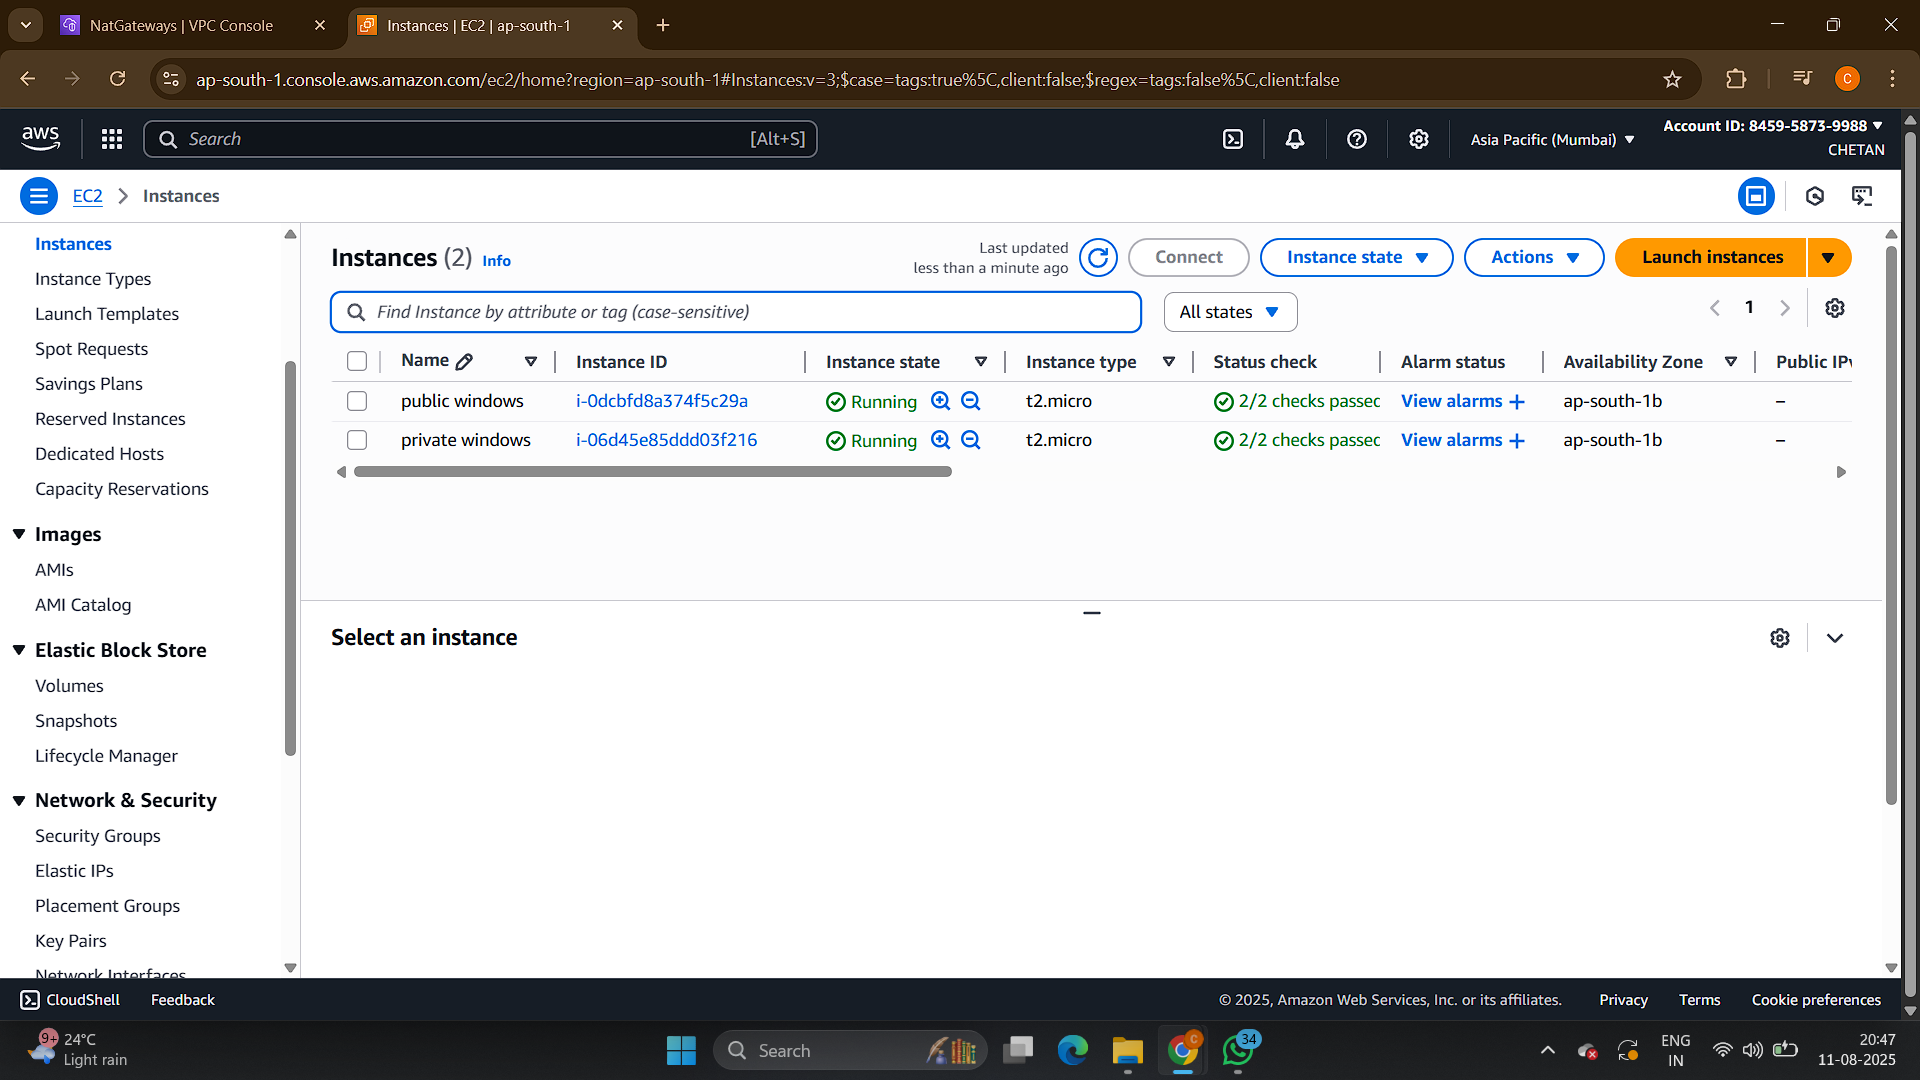 NatGateways | VPC Console
Instances | EC2 | ap-south-1
ap-south-1.console.aws.amazon.com/ec2/home?region=ap-south-1#Instances:v=3;$case=tags:true%5C,client:false;$regex=tags:false%5C,client:false
C
aws
Search
[Alt+S]
Asia Pacific (Mumbai)
Account ID: 8459-5873-9988
CHETAN
EC2
Instances
Instances
Instance Types
Launch Templates
Spot Requests
Savings Plans
Reserved Instances
Dedicated Hosts
Capacity Reservations
Images
AMIs
AMI Catalog
Elastic Block Store
Volumes
Snapshots
Lifecycle Manager
Network & Security
Security Groups
Elastic IPs
Placement Groups
Key Pairs
Network Interfaces
Instances (2) Info
Last updated
less than a minute ago
Connect
Instance state
Actions
Launch instances
Find Instance by attribute or tag (case-sensitive)
All states
1
Name Instance ID Instance state Instance type Status check Alarm status Availability Zone Public IPv
public windows i-0dcbfd8a374f5c29a Running t2.micro 2/2 checks passed View alarms + ap-south-1b –
private windows i-06d45e85ddd03f216 Running t2.micro 2/2 checks passed View alarms + ap-south-1b –
Select an instance
CloudShell
Feedback
© 2025, Amazon Web Services, Inc. or its affiliates.
Privacy
Terms
Cookie preferences
9+
24°C
Light rain
Search
C
34
ENG
IN
20:47
11-08-2025